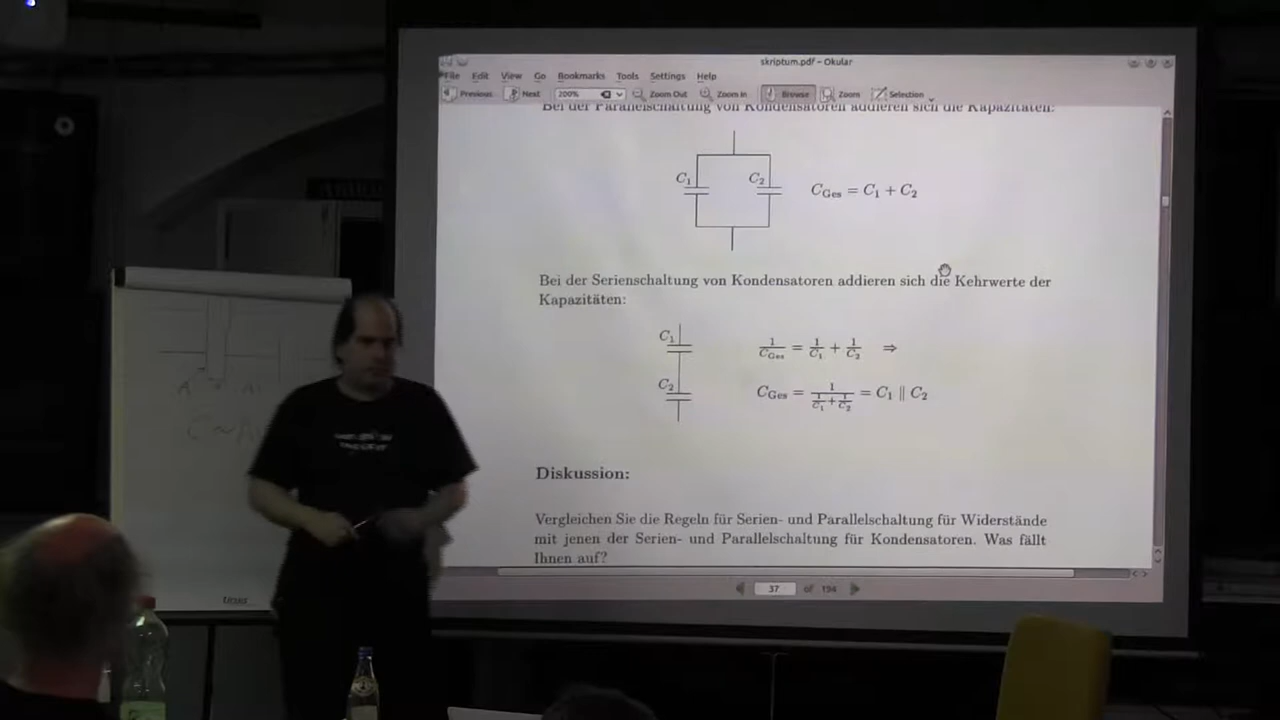 skriptum.pdf – Okular
File Edit View Go Bookmarks Tools Settings Help
Previous Next 200% Zoom Out Zoom In Browse Zoom Selection
Bei der Parallelschaltung von Kondensatoren addieren sich die Kapazitäten:
C₁ C₂ C_Ges = C₁ + C₂
Bei der Serienschaltung von Kondensatoren addieren sich die Kehrwerte der
Kapazitäten:
C₁ 1/C_Ges = 1/C₁ + 1/C₂ ⇒
C₂ C_Ges = 1/(1/C₁ + 1/C₂) = C₁ ∥ C₂
Diskussion:
Vergleichen Sie die Regeln für Serien- und Parallelschaltung für Widerstände
mit jenen der Serien- und Parallelschaltung für Kondensatoren. Was fällt
Ihnen auf?
37 of 194